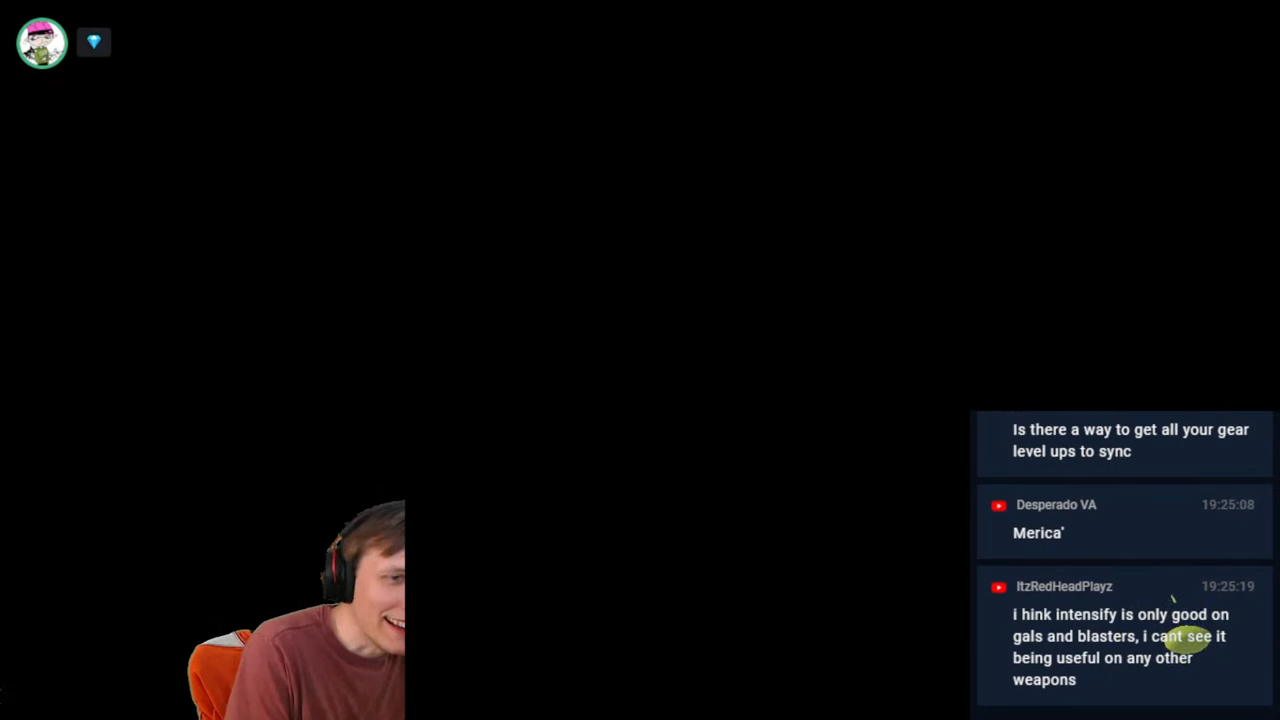 Is there a way to get all your gear
level ups to sync
Desperado VA 19:25:08
Merica'
ItzRedHeadPlayz 19:25:19
i hink intensify is only good on
gals and blasters, i cant see it
being useful on any other
weapons